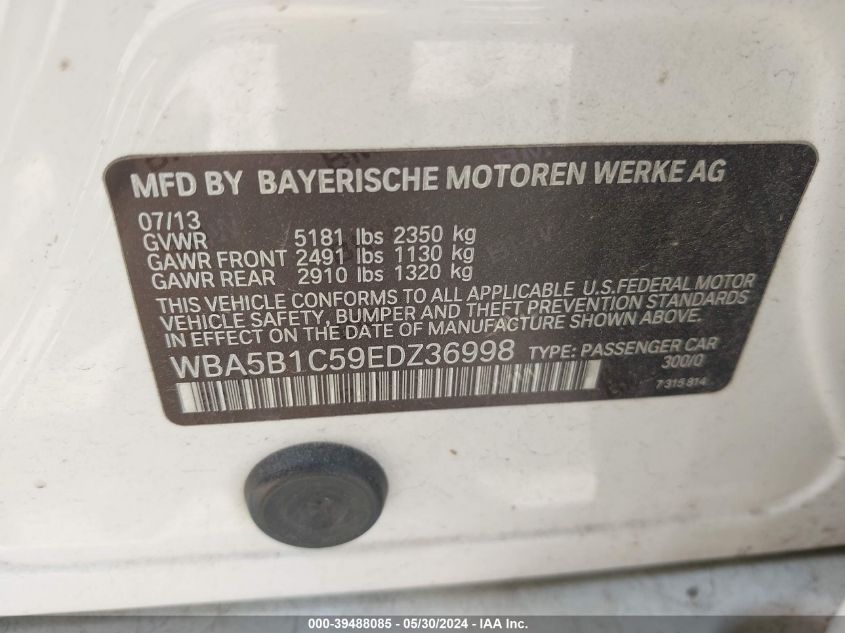 MFD BY BAYERISCHE MOTOREN WERKE AG
07/13
GVWR 5181 lbs 2350 kg
GAWR FRONT 2491 lbs 1130 kg
GAWR REAR 2910 lbs 1320 kg
THIS VEHICLE CONFORMS TO ALL APPLICABLE U.S.FEDERAL MOTOR
VEHICLE SAFETY, BUMPER AND THEFT PREVENTION STANDARDS
IN EFFECT ON THE DATE OF MANUFACTURE SHOWN ABOVE.
WBA5B1C59EDZ36998 TYPE: PASSENGER CAR
300/0
7 315 814
000-39488085 - 05/30/2024 - IAA Inc.